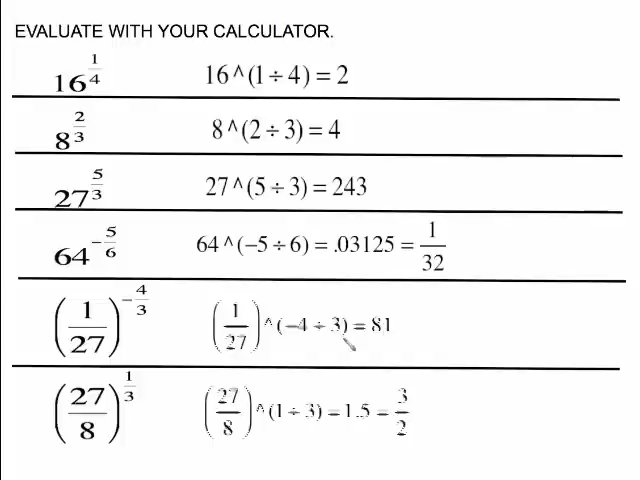 EVALUATE WITH YOUR CALCULATOR.
16^(1/4) 16^(1÷4) = 2
8^(2/3) 8^(2÷3) = 4
27^(5/3) 27^(5÷3) = 243
64^(-5/6) 64^(−5÷6) = .03125 = 1/32
(1/27)^(-4/3) (1/27)^(−4÷3) = 81
(27/8)^(1/3) (27/8)^(1÷3) = 1.5 = 3/2